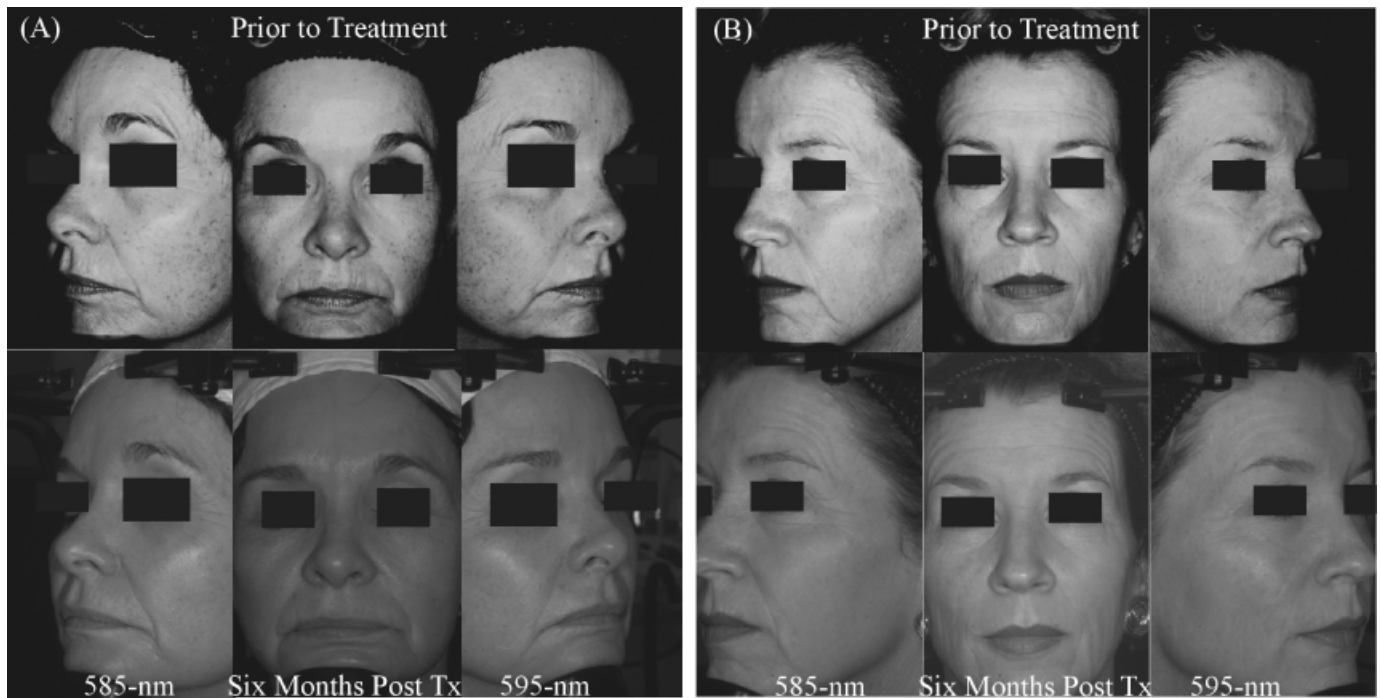 (A)
Prior to Treatment
585-nm
Six Months Post Tx
595-nm
(B)
Prior to Treatment
585-nm
Six Months Post Tx
595-nm